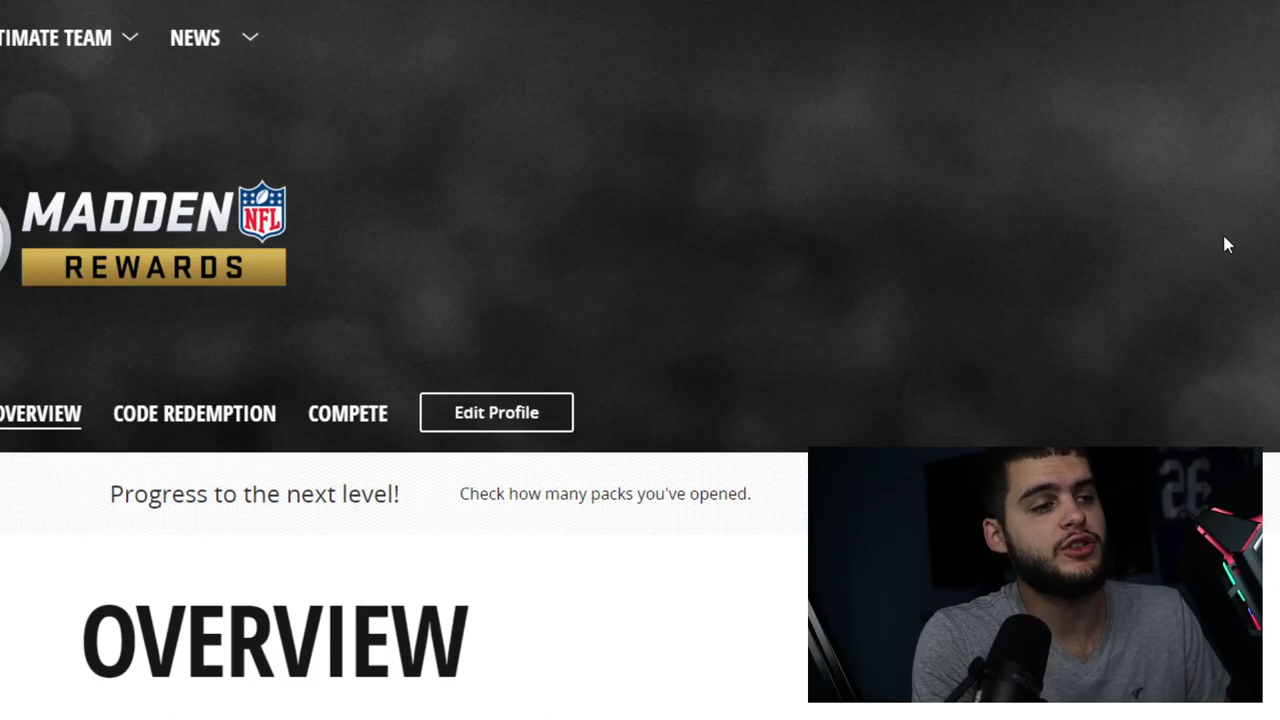 TIMATE TEAM NEWS
MADDEN NFL
REWARDS
OVERVIEW CODE REDEMPTION COMPETE Edit Profile
Progress to the next level! Check how many packs you've opened.
26
OVERVIEW